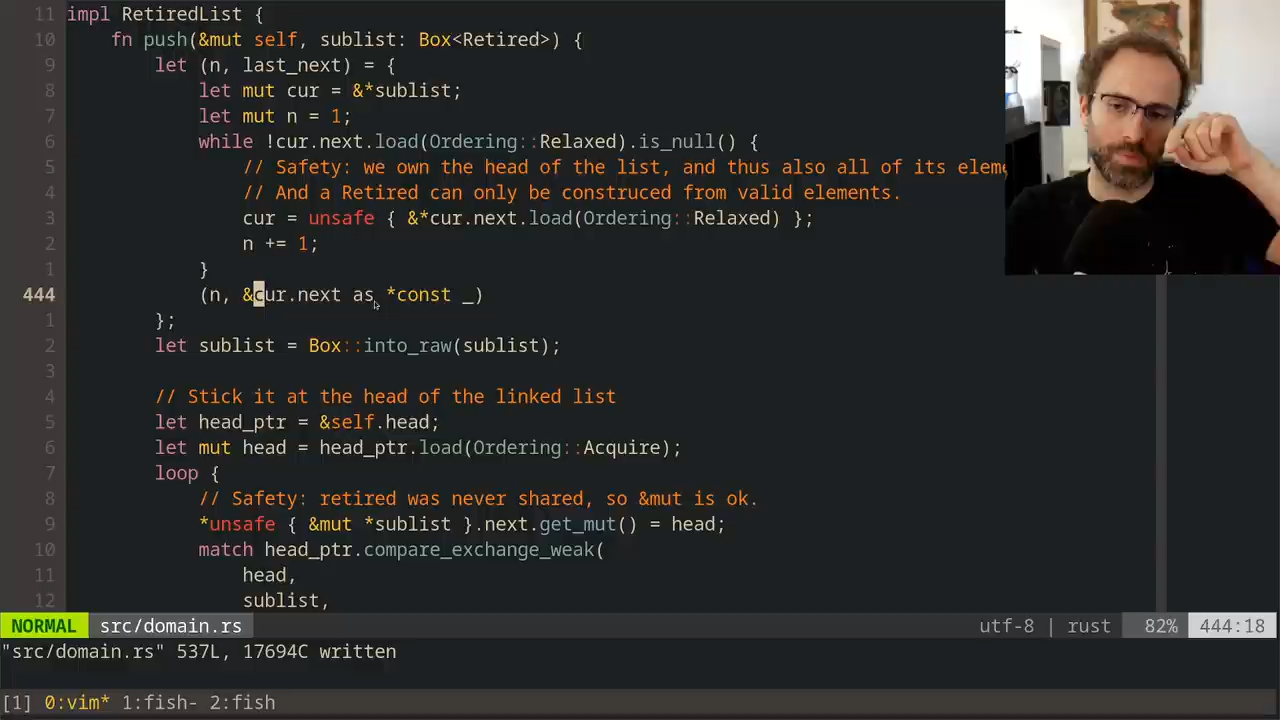 11 impl RetiredList {
10 fn push(&mut self, sublist: Box<Retired>) {
9 let (n, last_next) = {
8 let mut cur = &*sublist;
7 let mut n = 1;
6 while !cur.next.load(Ordering::Relaxed).is_null() {
5 // Safety: we own the head of the list, and thus also all of its eleme
4 // And a Retired can only be construced from valid elements.
3 cur = unsafe { &*cur.next.load(Ordering::Relaxed) };
2 n += 1;
1 }
444 (n, &cur.next as *const _)
1 };
2 let sublist = Box::into_raw(sublist);
3
4 // Stick it at the head of the linked list
5 let head_ptr = &self.head;
6 let mut head = head_ptr.load(Ordering::Acquire);
7 loop {
8 // Safety: retired was never shared, so &mut is ok.
9 *unsafe { &mut *sublist }.next.get_mut() = head;
10 match head_ptr.compare_exchange_weak(
11 head,
12 sublist,
NORMAL src/domain.rs utf-8 | rust 82% 444:18
"src/domain.rs" 537L, 17694C written
[1] 0:vim* 1:fish- 2:fish